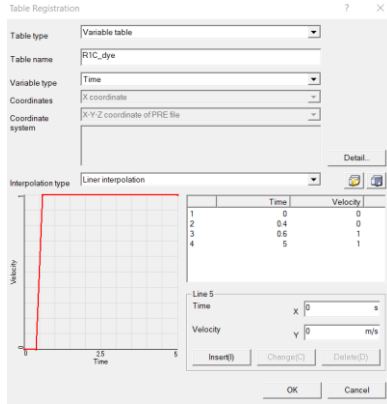 Table Registration ? ×
Table type Variable table
Table name R1C_dye
Variable type Time
Coordinates X coordinate
Coordinate system X-Y-Z coordinate of PRE file
Detail...
Interpolation type Liner interpolation
Time Velocity
1 0 0
2 0.4 0
3 0.6 1
4 5 1
1
Velocity
0
0 2.5 5
Time
Line 5
Time X 0 s
Velocity Y 0 m/s
Insert(I) Change(C) Delete(D)
OK Cancel